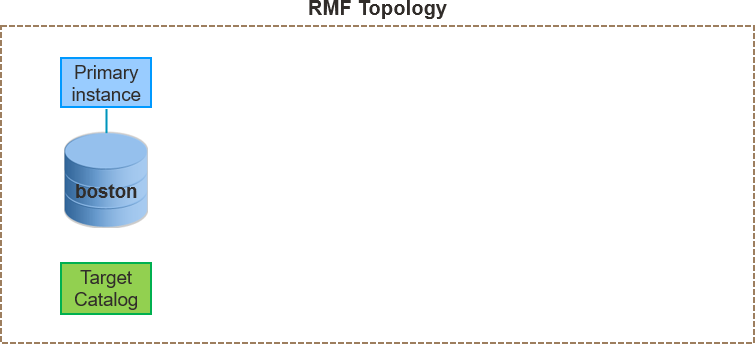 RMF Topology
Primary
instance
boston
Target
Catalog